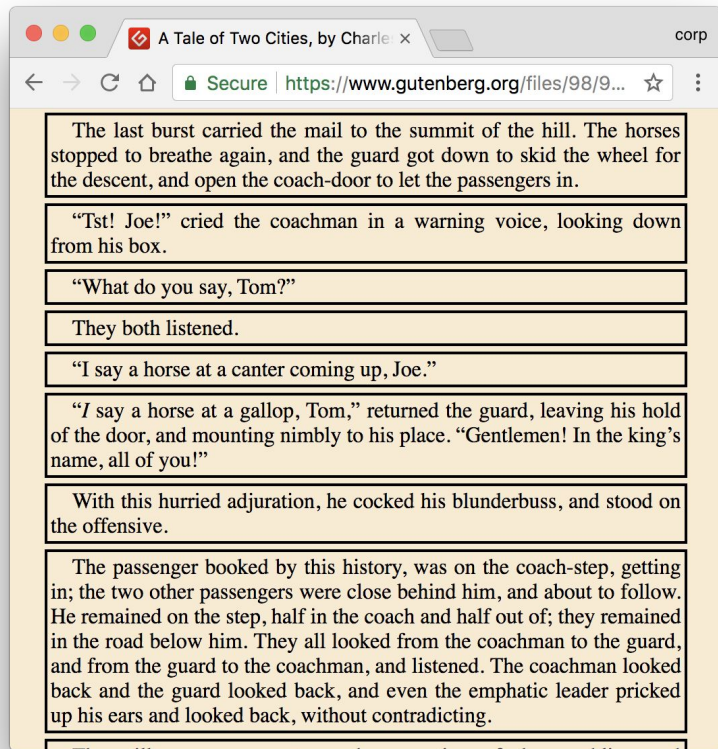 A Tale of Two Cities, by Charle
corp
Secure
https://www.gutenberg.org/files/98/9...
The last burst carried the mail to the summit of the hill. The horses
stopped to breathe again, and the guard got down to skid the wheel for
the descent, and open the coach-door to let the passengers in.
“Tst! Joe!” cried the coachman in a warning voice, looking down
from his box.
“What do you say, Tom?”
They both listened.
“I say a horse at a canter coming up, Joe.”
“I say a horse at a gallop, Tom,” returned the guard, leaving his hold
of the door, and mounting nimbly to his place. “Gentlemen! In the king’s
name, all of you!”
With this hurried adjuration, he cocked his blunderbuss, and stood on
the offensive.
The passenger booked by this history, was on the coach-step, getting
in; the two other passengers were close behind him, and about to follow.
He remained on the step, half in the coach and half out of; they remained
in the road below him. They all looked from the coachman to the guard,
and from the guard to the coachman, and listened. The coachman looked
back and the guard looked back, and even the emphatic leader pricked
up his ears and looked back, without contradicting.